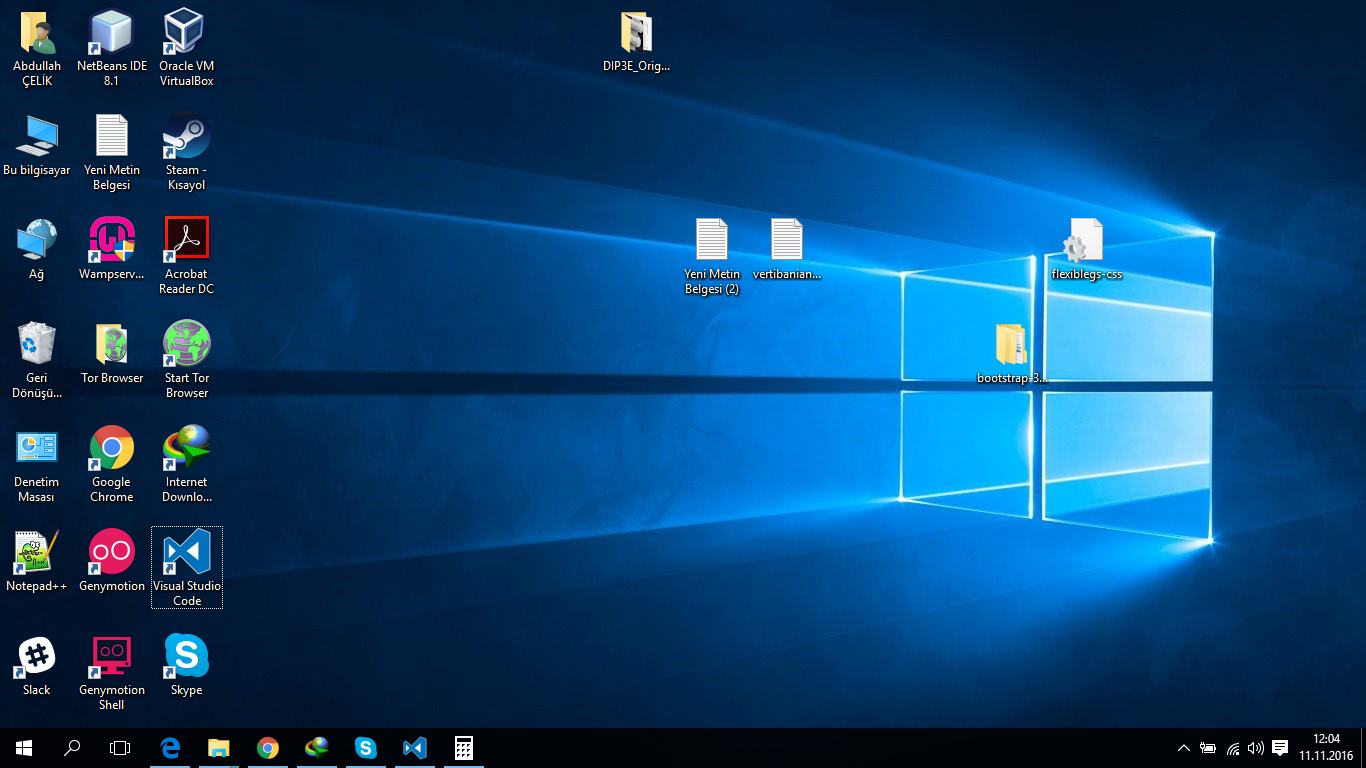 Abdullah
ÇELİK
NetBeans IDE
8.1
Oracle VM
VirtualBox
DIP3E_Orig...
Bu bilgisayar
Yeni Metin
Belgesi
Steam -
Kısayol
Ağ
Wampserv...
Acrobat
Reader DC
Yeni Metin
Belgesi (2)
vertibanian...
flexiblegs-css
Geri
Dönüşü...
Tor Browser
Start Tor
Browser
bootstrap-3...
Denetim
Masası
Google
Chrome
Internet
Downlo...
Notepad++
Genymotion
Visual Studio
Code
Slack
Genymotion
Shell
Skype
12:04
11.11.2016